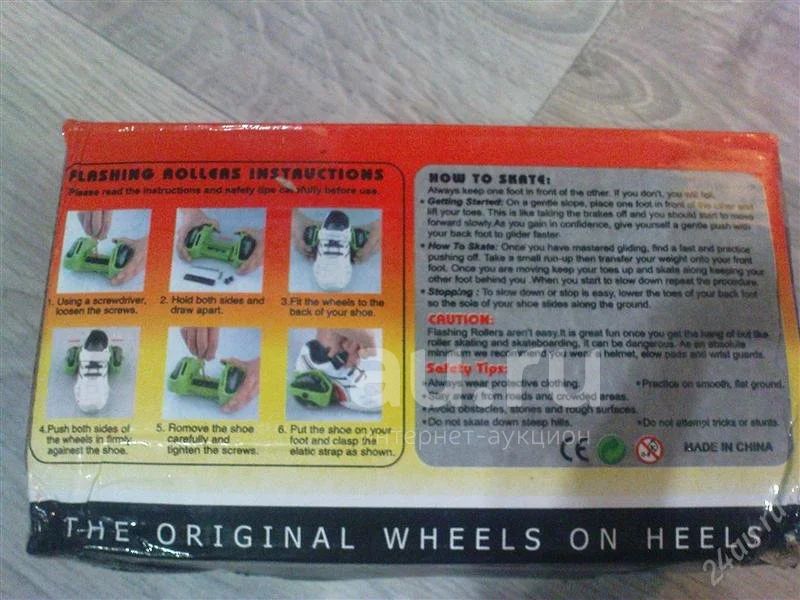 FLASHING ROLLERS INSTRUCTIONS
Please read the instructions and safety tips carefully before use.
1. Using a screwdriver,
loosen the screws.
2. Hold both sides and
draw apart.
3.Fit the wheels to the
back of your shoe.
4.Push both sides of
the wheels in firmly
against the shoe.
5. Romove the shoe
carefully and
tighten the screws.
6. Put the shoe on your
foot and clasp the
elatic strap as shown.
HOW TO SKATE:
Always keep one foot in front of the other. If you don't, you will fall.
• Getting Started: On a gentle slope, place one foot in front of the other and
lift your toes. This is like taking the brakes off and you should start to move
forward slowly.As you gain in confidence, give yourself a gentle push with
your back foot to glider faster.
• How To Skate: Once you have mastered gliding, find a fast and practice
pushing off. Take a small run-up then transfer your weight onto your front
foot. Once you are moving keep your toes up and skate along keeping your
other foot behind you .When you start to slow down repeat the procedure.
• Stopping : To slow down or stop is easy, lower the toes of your back foot
so the sole of your shoe slides along the ground.
CAUTION:
Flashing Rollers aren't easy.It is great fun once you get the hang of but like
roller skating and skateboarding, it can be dangerous. As an absolute
minimum we recommend you wear a helmet, elow pads and wrist guards.
Safety Tips:
•Always wear protective clothing.
•Practice on smooth, flat ground.
•Stay away from roads and crowded areas.
•Avoid obstacles, stones and rough surfaces.
•Do not skate down steep hills.
•Do not attempt tricks or stunts.
CE
MADE IN CHINA
THE ORIGINAL WHEELS ON HEELS
au.ru
интернет-аукцион
24au.ru